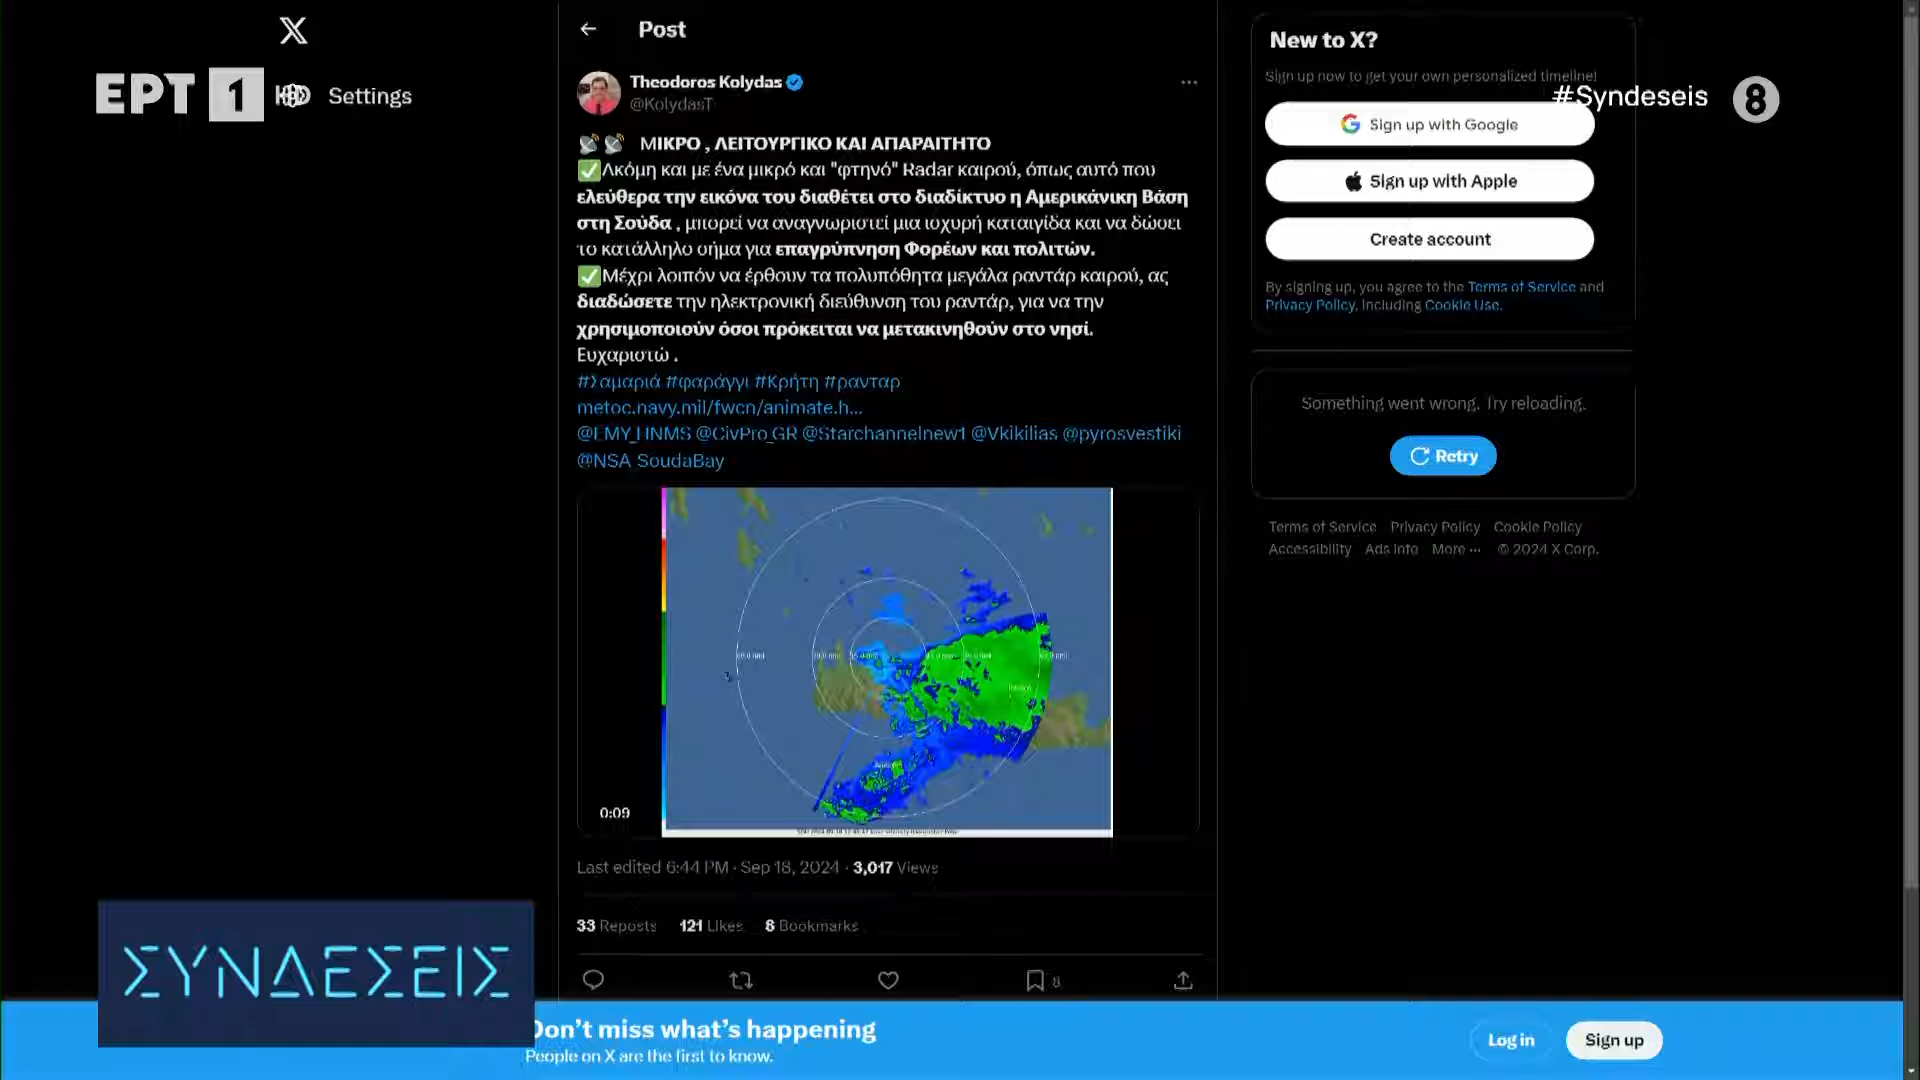 Post
EPT 1 HD
Settings
Theodoros Kolydas
@KolydasT
ΜΙΚΡΟ , ΛΕΙΤΟΥΡΓΙΚΟ ΚΑΙ ΑΠΑΡΑΙΤΗΤΟ
Ακόμη και με ένα μικρό και "φτηνό" Radar καιρού, όπως αυτό που
ελεύθερα την εικόνα του διαθέτει στο διαδίκτυο η Αμερικάνικη Βάση
στη Σούδα , μπορεί να αναγνωριστεί μια ισχυρή καταιγίδα και να δώσει
το κατάλληλο σήμα για επαγρύπνηση Φορέων και πολιτών.
Μέχρι λοιπόν να έρθουν τα πολυπόθητα μεγάλα ραντάρ καιρού, ας
διαδώσετε την ηλεκτρονική διεύθυνση του ραντάρ, για να την
χρησιμοποιούν όσοι πρόκειται να μετακινηθούν στο νησί.
Ευχαριστώ .
#Σαμαριά #φαράγγι #Κρήτη #ρανταρ
metoc.navy.mil/fwcn/animate.h...
@EMY_HNMS @CivPro_GR @Starchannelnew1 @Vkikilias @pyrosvestiki
@NSA SoudaBay
0:09
Last edited 6:44 PM · Sep 18, 2024 · 3,017 Views
33 Reposts 121 Likes 8 Bookmarks
8
New to X?
Sign up now to get your own personalized timeline!
#Syndeseis 8
Sign up with Google
Sign up with Apple
Create account
By signing up, you agree to the Terms of Service and
Privacy Policy, including Cookie Use.
Something went wrong. Try reloading.
Retry
Terms of Service Privacy Policy Cookie Policy
Accessibility Ads info More ··· © 2024 X Corp.
ΣΥΝΔΕΣΕΙΣ
Don't miss what's happening
People on X are the first to know.
Log in
Sign up